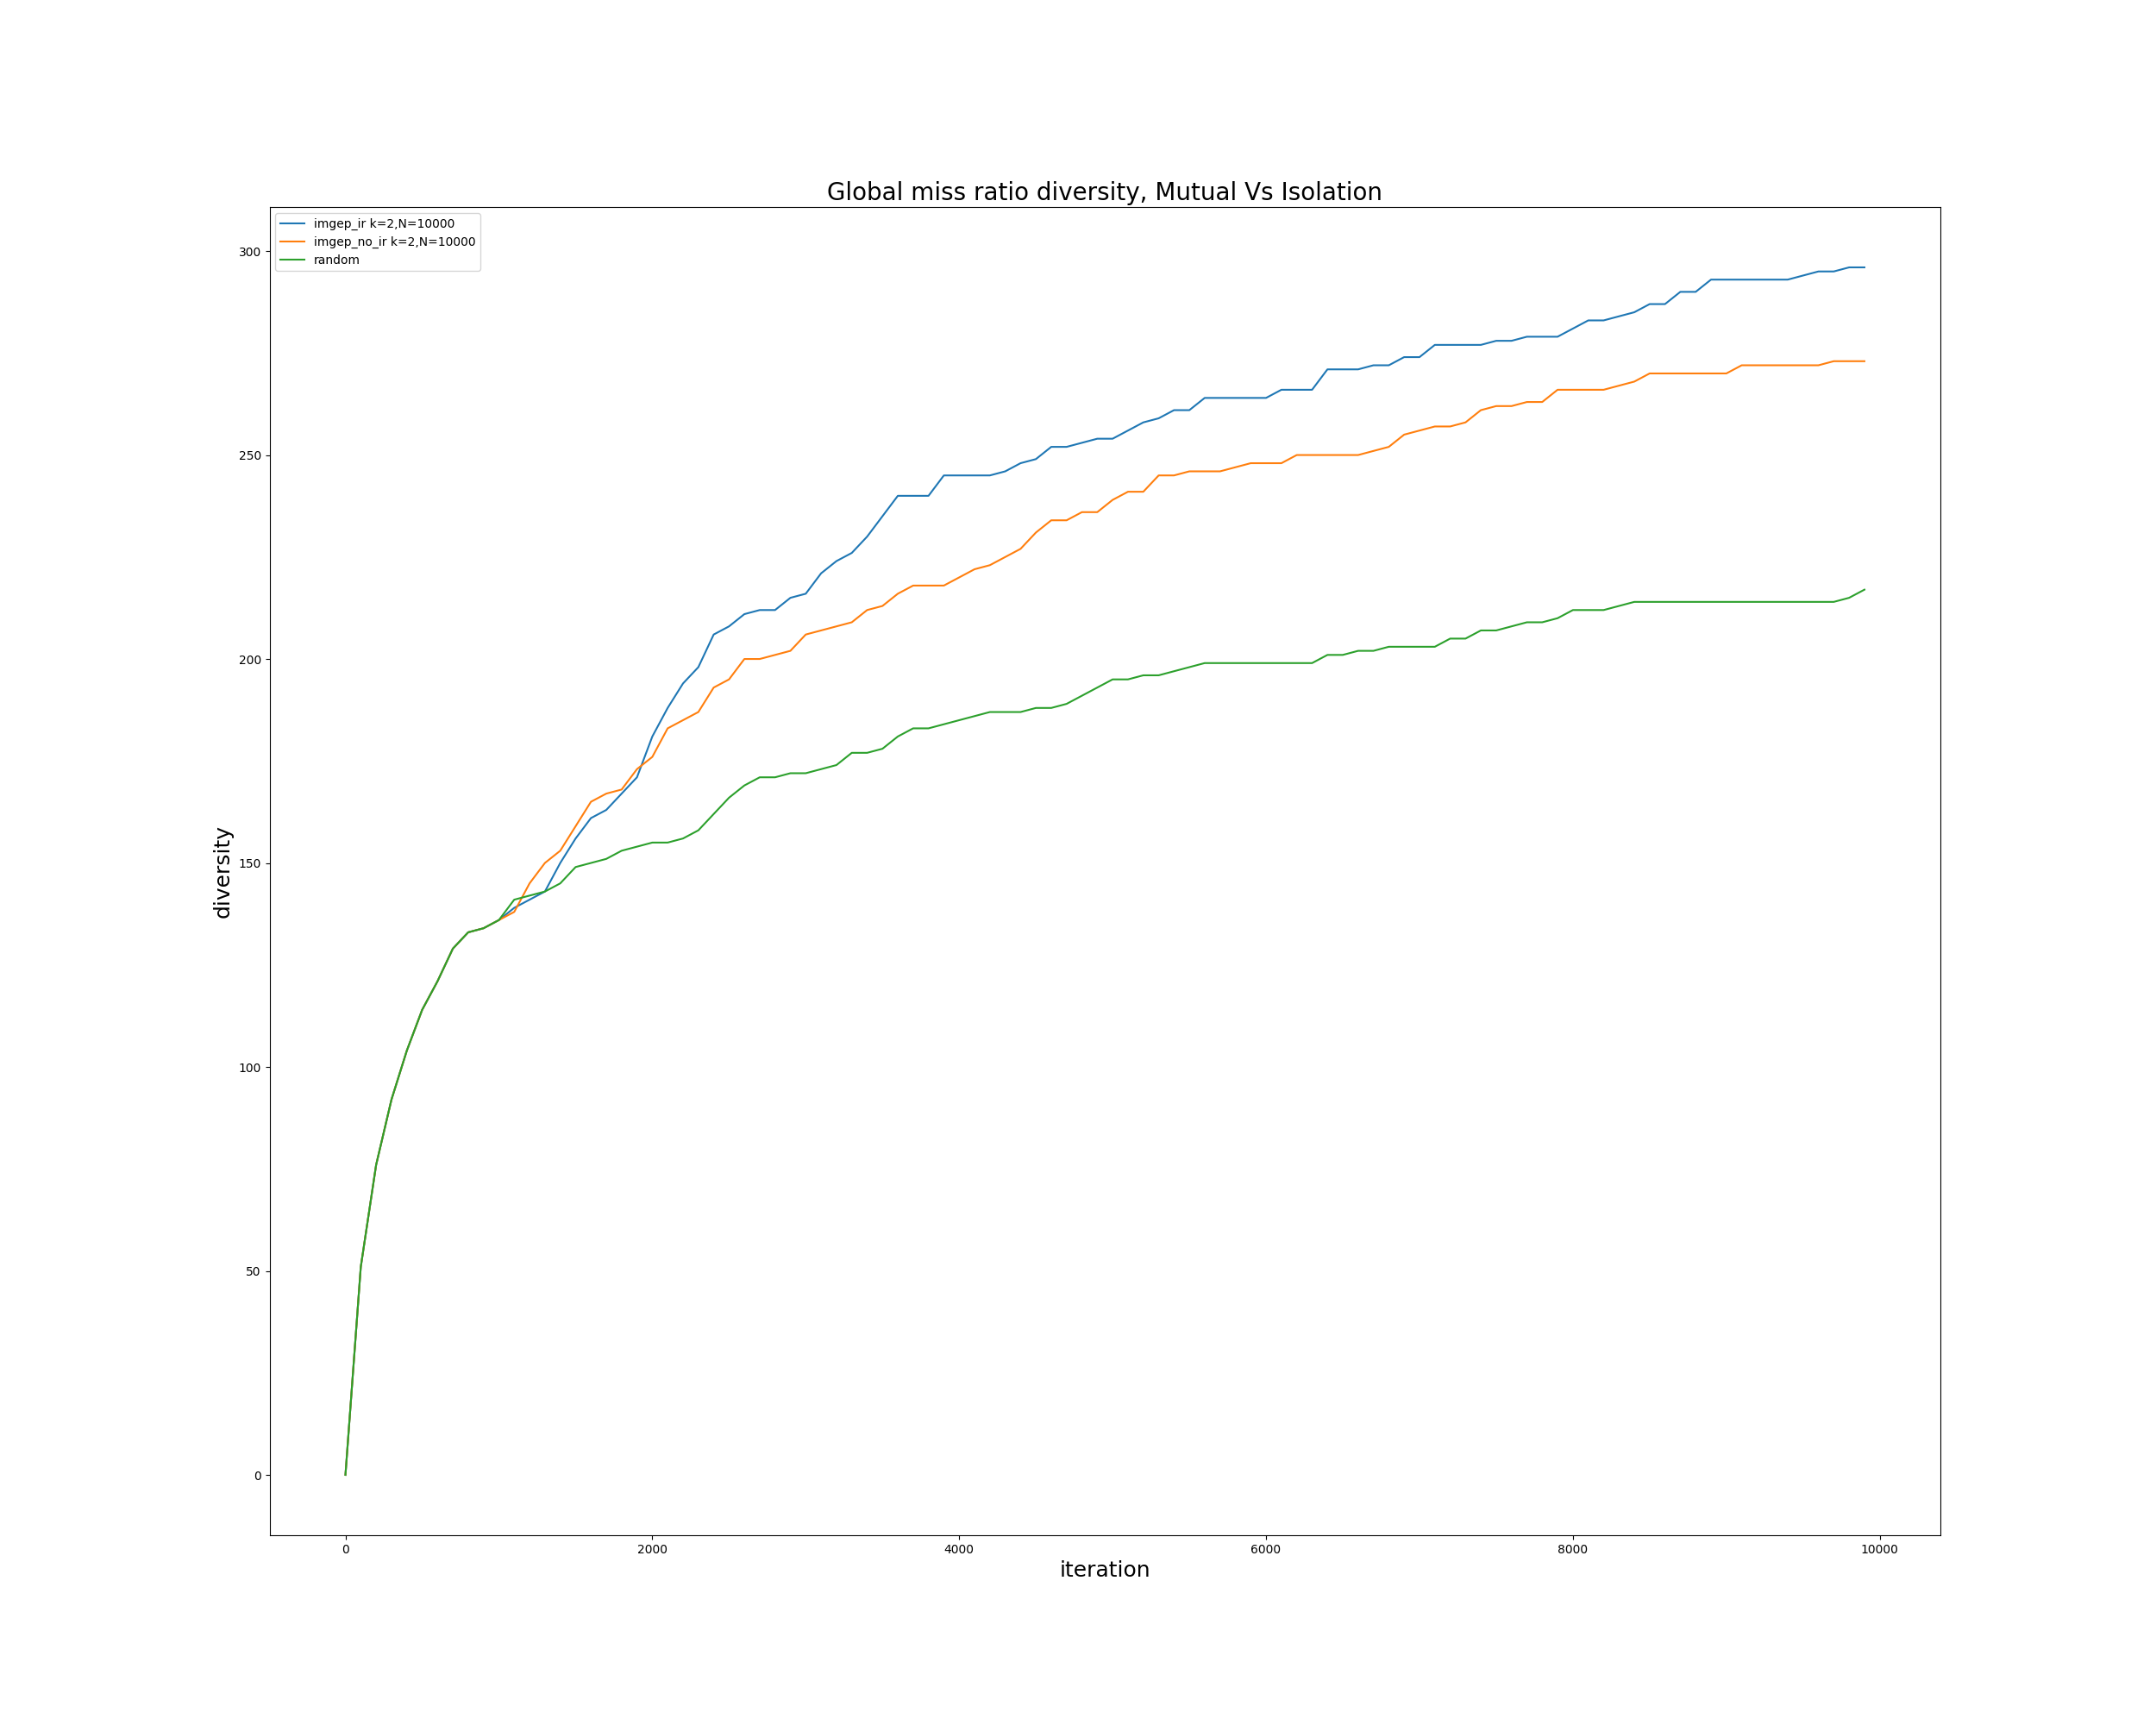 Global miss ratio diversity, Mutual Vs Isolation
imgep_ir k=2,N=10000
imgep_no_ir k=2,N=10000
random
300
250
200
150
100
50
0
diversity
0 2000 4000 6000 8000 10000
iteration